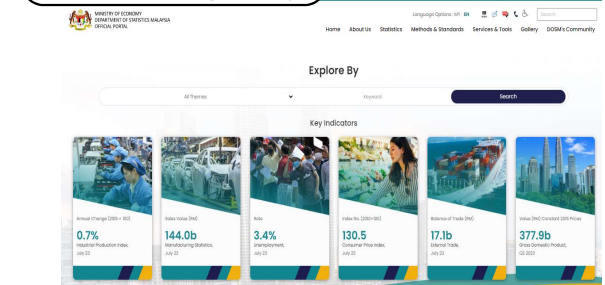 MINISTRY OF ECONOMY
DEPARTMENT OF STATISTICS MALAYSIA
OFFICIAL PORTAL
Language Options : MY EN
Search
Home About Us Statistics Methods & Standards Services & Tools Gallery DOSM's Community
Explore By
All Themes Keyword Search
Key Indicators
Annual Change (2015 = 100)
0.7%
Industrial Production Index,
July 23
Sales Value (RM)
144.0b
Manufacturing Statistics,
July 23
Rate
3.4%
Unemployment,
July 23
Index No. (2010=100)
130.5
Consumer Price Index,
July 23
Balance of Trade (RM)
17.1b
External Trade,
July 23
Value (RM) Constant 2015 Prices
377.9b
Gross Domestic Product,
Q2 2023